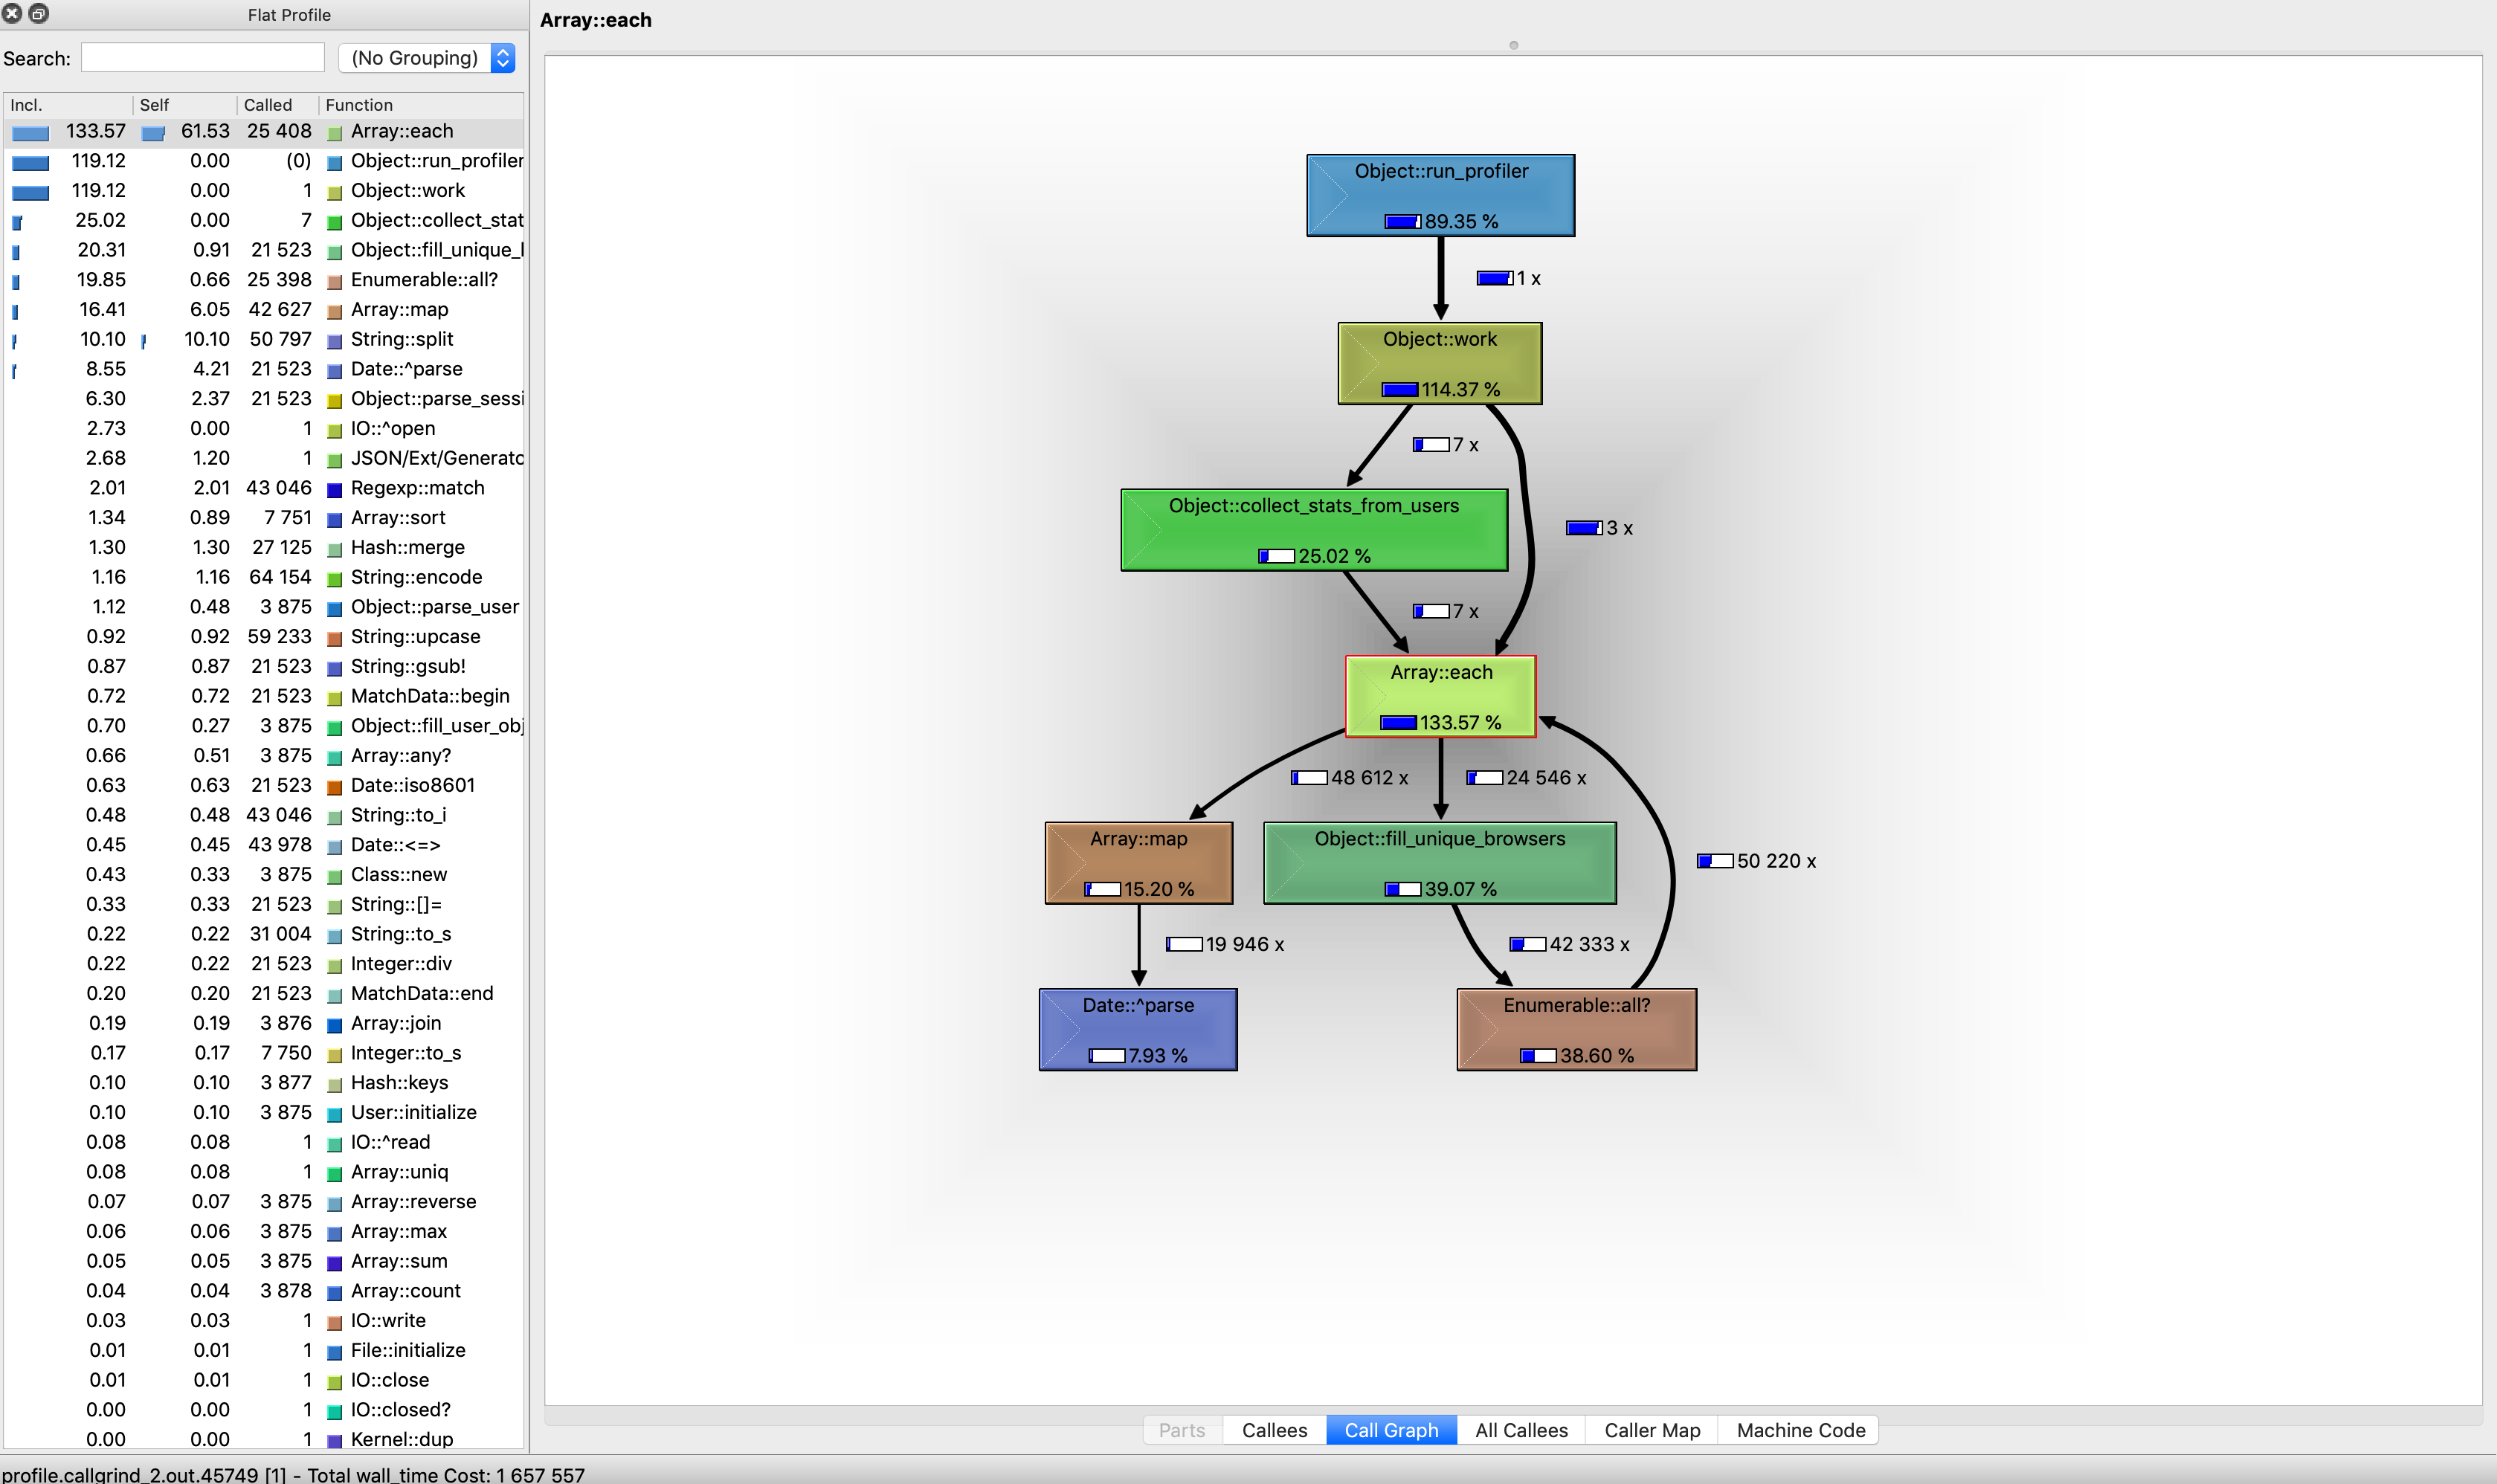 Flat Profile
Search:
(No Grouping)
Incl. Self Called Function
133.57 61.53 25 408 Array::each
119.12 0.00 (0) Object::run_profiler
119.12 0.00 1 Object::work
25.02 0.00 7 Object::collect_stat
20.31 0.91 21 523 Object::fill_unique_
19.85 0.66 25 398 Enumerable::all?
16.41 6.05 42 627 Array::map
10.10 10.10 50 797 String::split
8.55 4.21 21 523 Date::^parse
6.30 2.37 21 523 Object::parse_sessi
2.73 0.00 1 IO::^open
2.68 1.20 1 JSON/Ext/Generato
2.01 2.01 43 046 Regexp::match
1.34 0.89 7 751 Array::sort
1.30 1.30 27 125 Hash::merge
1.16 1.16 64 154 String::encode
1.12 0.48 3 875 Object::parse_user
0.92 0.92 59 233 String::upcase
0.87 0.87 21 523 String::gsub!
0.72 0.72 21 523 MatchData::begin
0.70 0.27 3 875 Object::fill_user_obj
0.66 0.51 3 875 Array::any?
0.63 0.63 21 523 Date::iso8601
0.48 0.48 43 046 String::to_i
0.45 0.45 43 978 Date::<=>
0.43 0.33 3 875 Class::new
0.33 0.33 21 523 String::[]=
0.22 0.22 31 004 String::to_s
0.22 0.22 21 523 Integer::div
0.20 0.20 21 523 MatchData::end
0.19 0.19 3 876 Array::join
0.17 0.17 7 750 Integer::to_s
0.10 0.10 3 877 Hash::keys
0.10 0.10 3 875 User::initialize
0.08 0.08 1 IO::^read
0.08 0.08 1 Array::uniq
0.07 0.07 3 875 Array::reverse
0.06 0.06 3 875 Array::max
0.05 0.05 3 875 Array::sum
0.04 0.04 3 878 Array::count
0.03 0.03 1 IO::write
0.01 0.01 1 File::initialize
0.01 0.01 1 IO::close
0.00 0.00 1 IO::closed?
0.00 0.00 1 Kernel::dup
profile.callgrind_2.out.45749 [1] - Total wall_time Cost: 1 657 557
Array::each
Object::run_profiler
89.35 %
1 x
Object::work
114.37 %
7 x
3 x
Object::collect_stats_from_users
25.02 %
7 x
Array::each
133.57 %
48 612 x
24 546 x
50 220 x
Array::map
15.20 %
Object::fill_unique_browsers
39.07 %
19 946 x
42 333 x
Date::^parse
7.93 %
Enumerable::all?
38.60 %
Parts Callees Call Graph All Callees Caller Map Machine Code